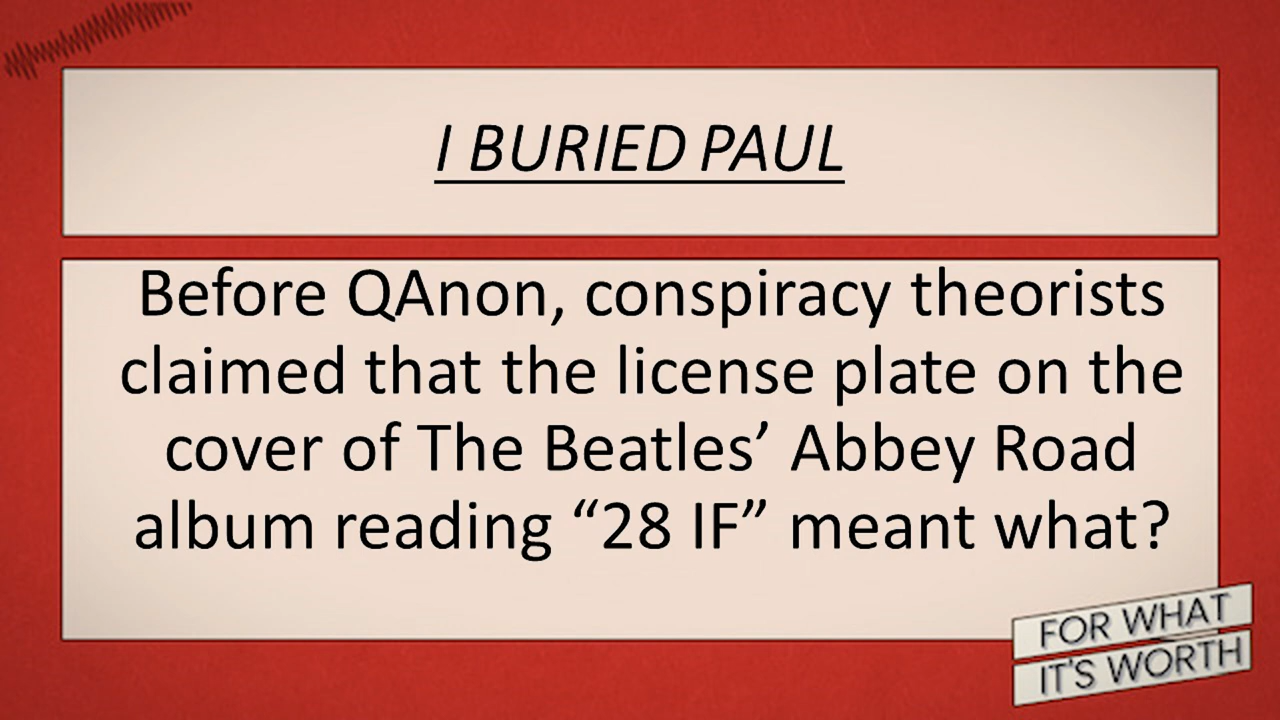 I BURIED PAUL
Before QAnon, conspiracy theorists
claimed that the license plate on the
cover of The Beatles’ Abbey Road
album reading “28 IF” meant what?
FOR WHAT
IT'S WORTH